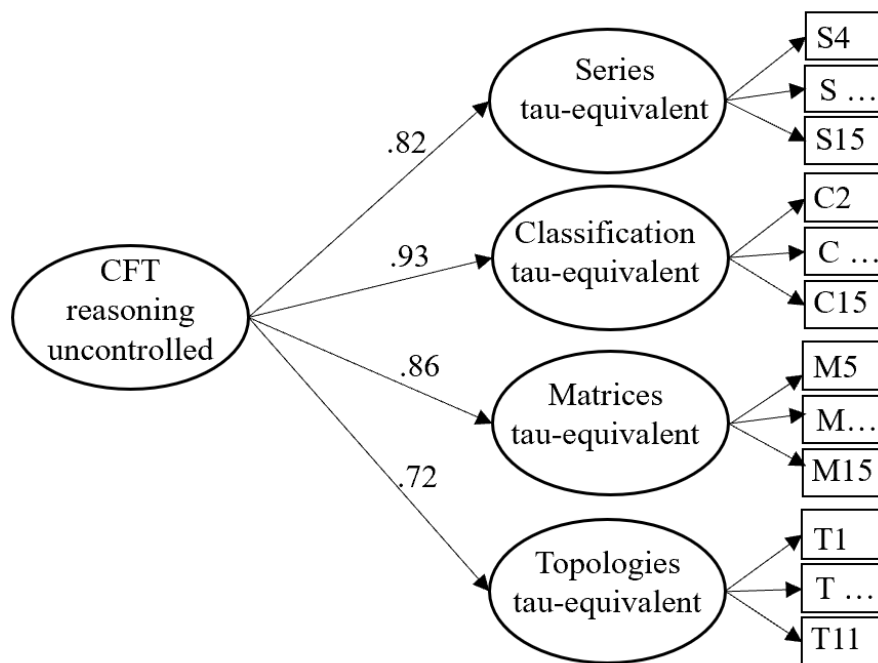 CFT
reasoning
uncontrolled
.82
.93
.86
.72
Series
tau-equivalent
S4
S ...
S15
Classification
tau-equivalent
C2
C ...
C15
Matrices
tau-equivalent
M5
M...
M15
Topologies
tau-equivalent
T1
T ...
T11